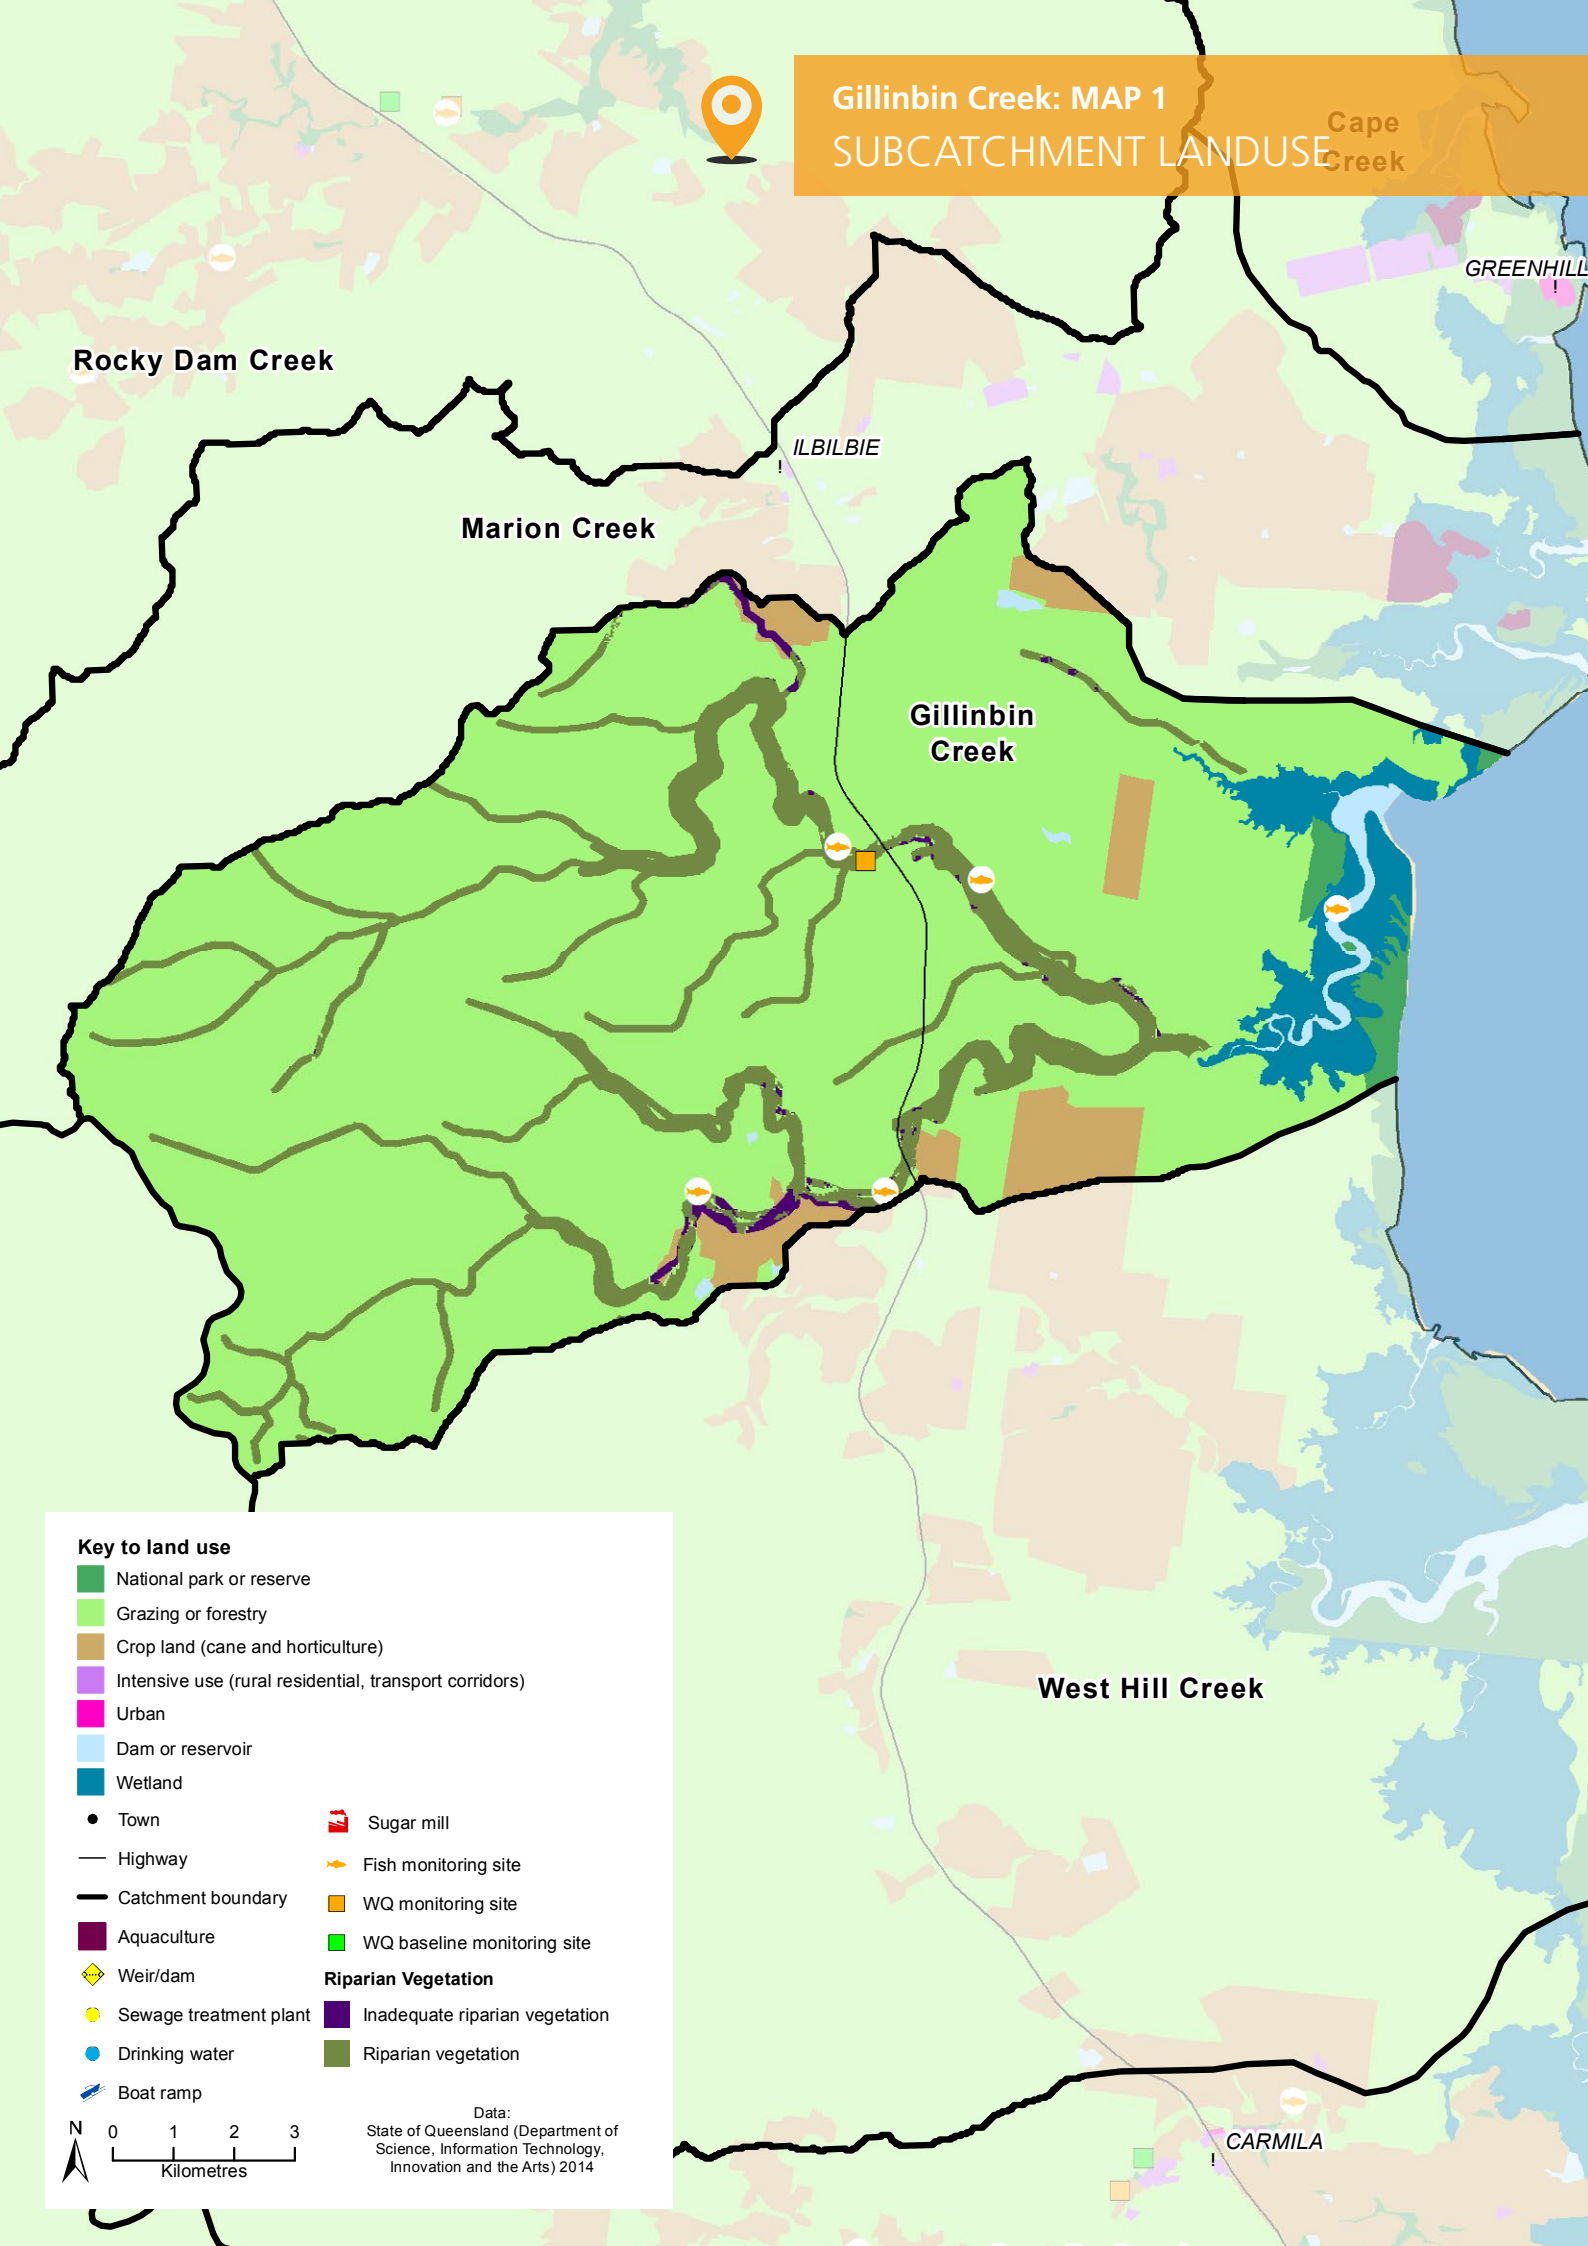 Gillinbin Creek: MAP 1
SUBCATCHMENT LANDUSE
Cape
Creek
GREENHILL
Rocky Dam Creek
ILBILBIE
Marion Creek
Gillinbin
Creek
West Hill Creek
CARMILA
Key to land use
National park or reserve
Grazing or forestry
Crop land (cane and horticulture)
Intensive use (rural residential, transport corridors)
Urban
Dam or reservoir
Wetland
Town
Highway
Catchment boundary
Aquaculture
Weir/dam
Sewage treatment plant
Drinking water
Boat ramp
Sugar mill
Fish monitoring site
WQ monitoring site
WQ baseline monitoring site
Riparian Vegetation
Inadequate riparian vegetation
Riparian vegetation
N
0 1 2 3
Kilometres
Data:
State of Queensland (Department of
Science, Information Technology,
Innovation and the Arts) 2014